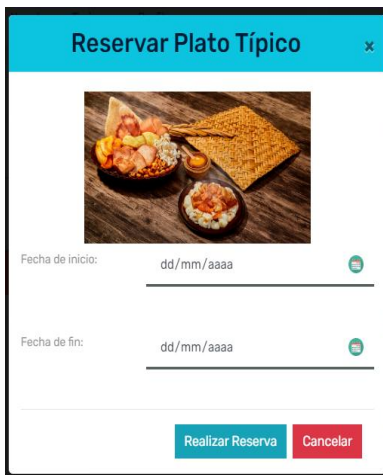 Reservar Plato Típico ×
Fecha de inicio: dd/mm/aaaa
Fecha de fin: dd/mm/aaaa
Realizar Reserva Cancelar